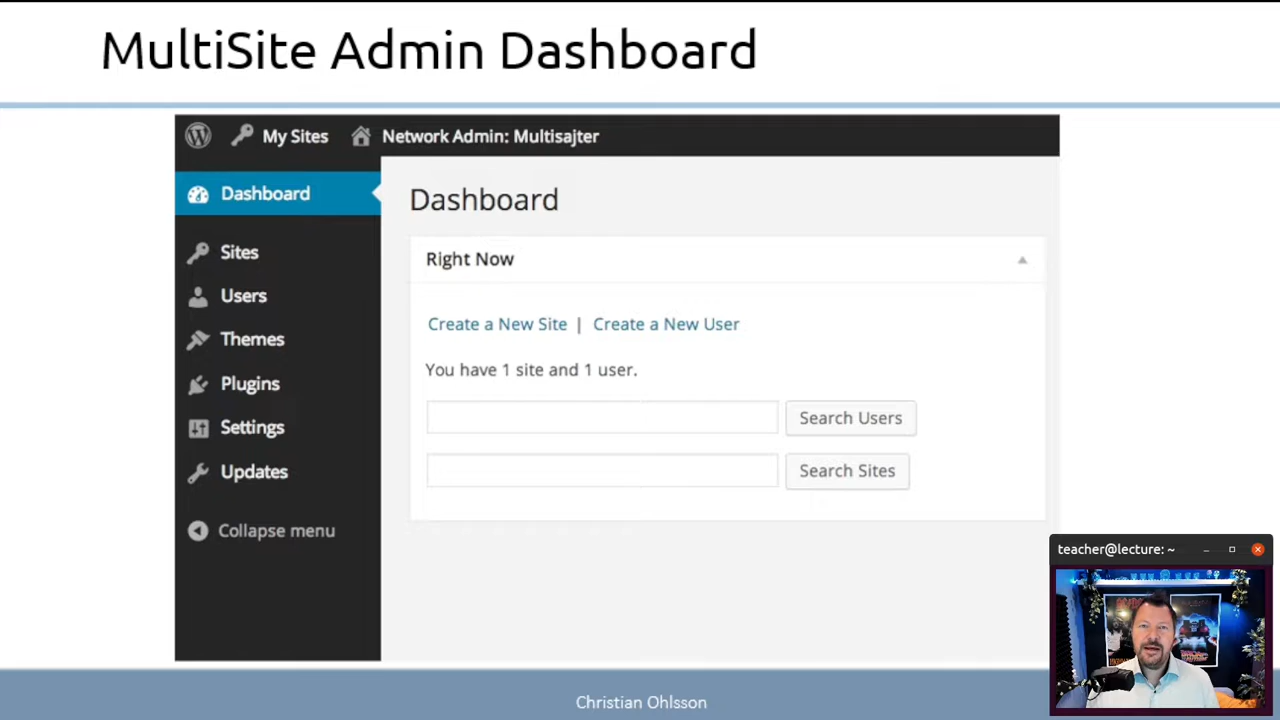 MultiSite Admin Dashboard
My Sites
Network Admin: Multisajter
Dashboard
Sites
Users
Themes
Plugins
Settings
Updates
Collapse menu
Dashboard
Right Now
Create a New Site | Create a New User
You have 1 site and 1 user.
Search Users
Search Sites
teacher@lecture: ~
Christian Ohlsson